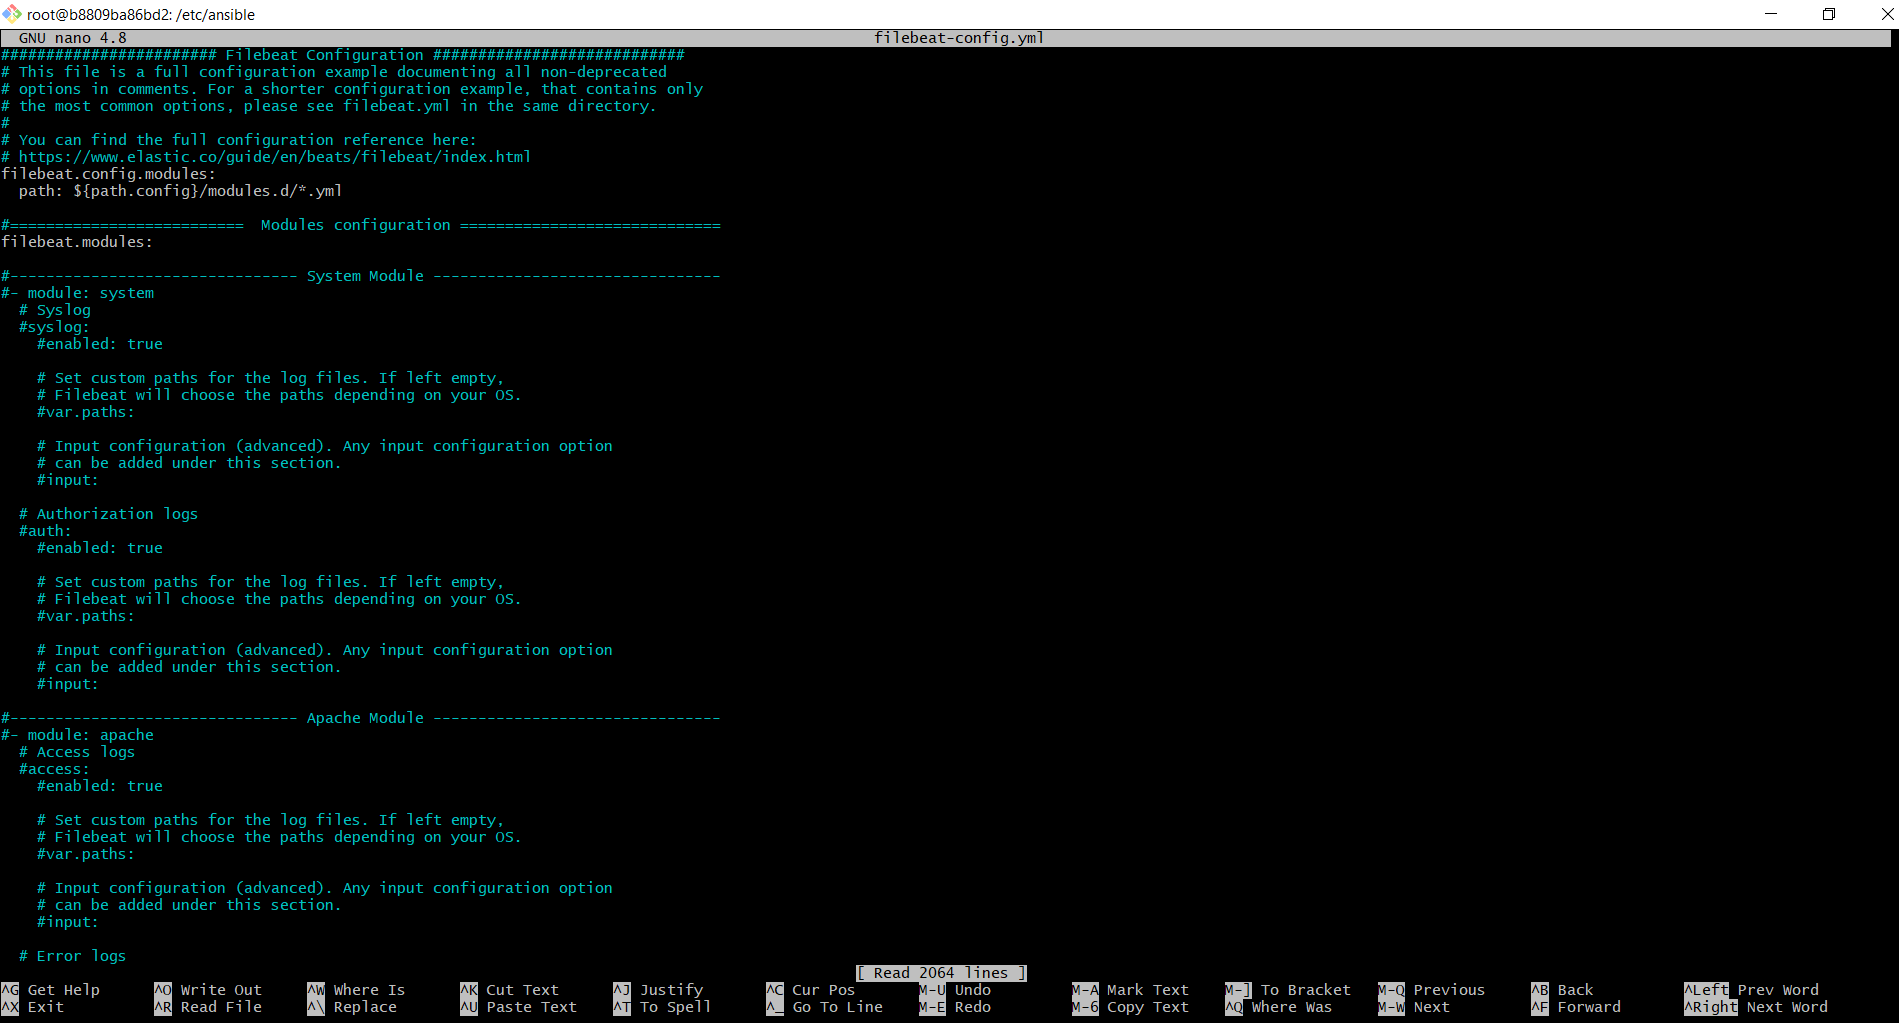 root@b8809ba86bd2: /etc/ansible
GNU nano 4.8 filebeat-config.yml
######################## Filebeat Configuration ############################
# This file is a full configuration example documenting all non-deprecated
# options in comments. For a shorter configuration example, that contains only
# the most common options, please see filebeat.yml in the same directory.
#
# You can find the full configuration reference here:
# https://www.elastic.co/guide/en/beats/filebeat/index.html
filebeat.config.modules:
  path: ${path.config}/modules.d/*.yml
#==========================  Modules configuration =============================
filebeat.modules:
#-------------------------------- System Module --------------------------------
#- module: system
  # Syslog
  #syslog:
    #enabled: true
    # Set custom paths for the log files. If left empty,
    # Filebeat will choose the paths depending on your OS.
    #var.paths:
    # Input configuration (advanced). Any input configuration option
    # can be added under this section.
    #input:
  # Authorization logs
  #auth:
    #enabled: true
    # Set custom paths for the log files. If left empty,
    # Filebeat will choose the paths depending on your OS.
    #var.paths:
    # Input configuration (advanced). Any input configuration option
    # can be added under this section.
    #input:
#-------------------------------- Apache Module --------------------------------
#- module: apache
  # Access logs
  #access:
    #enabled: true
    # Set custom paths for the log files. If left empty,
    # Filebeat will choose the paths depending on your OS.
    #var.paths:
    # Input configuration (advanced). Any input configuration option
    # can be added under this section.
    #input:
  # Error logs
[ Read 2064 lines ]
^G Get Help ^O Write Out ^W Where Is ^K Cut Text ^J Justify ^C Cur Pos M-U Undo M-A Mark Text M-] To Bracket M-Q Previous ^B Back ^Left Prev Word
^X Exit ^R Read File ^\ Replace ^U Paste Text ^T To Spell ^_ Go To Line M-E Redo M-6 Copy Text ^Q Where Was M-W Next ^F Forward ^Right Next Word